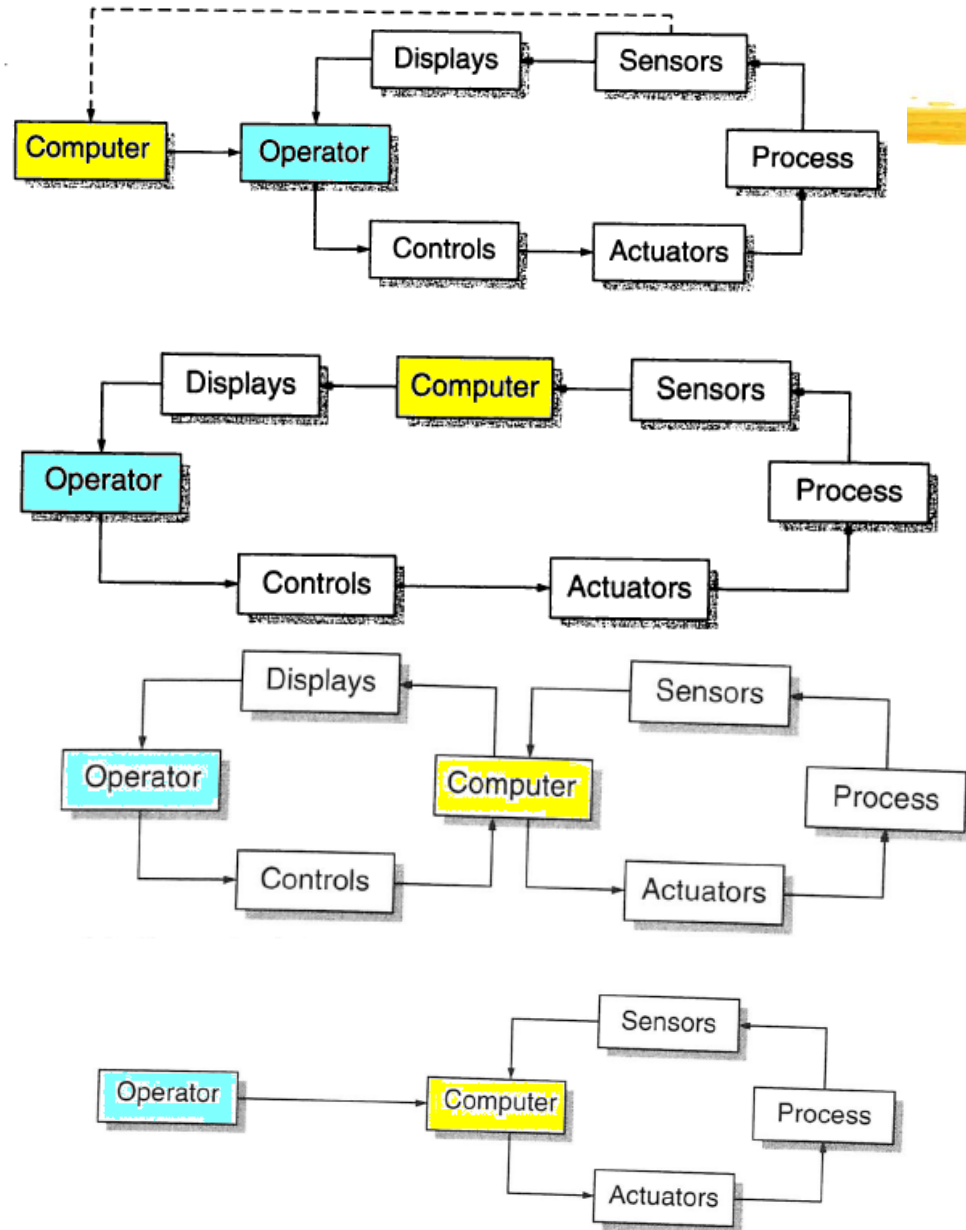 Displays Sensors
Computer Operator Process
Controls Actuators
Displays Computer Sensors
Operator Process
Controls Actuators
Displays Sensors
Operator Computer Process
Controls Actuators
Sensors
Operator Computer Process
Actuators